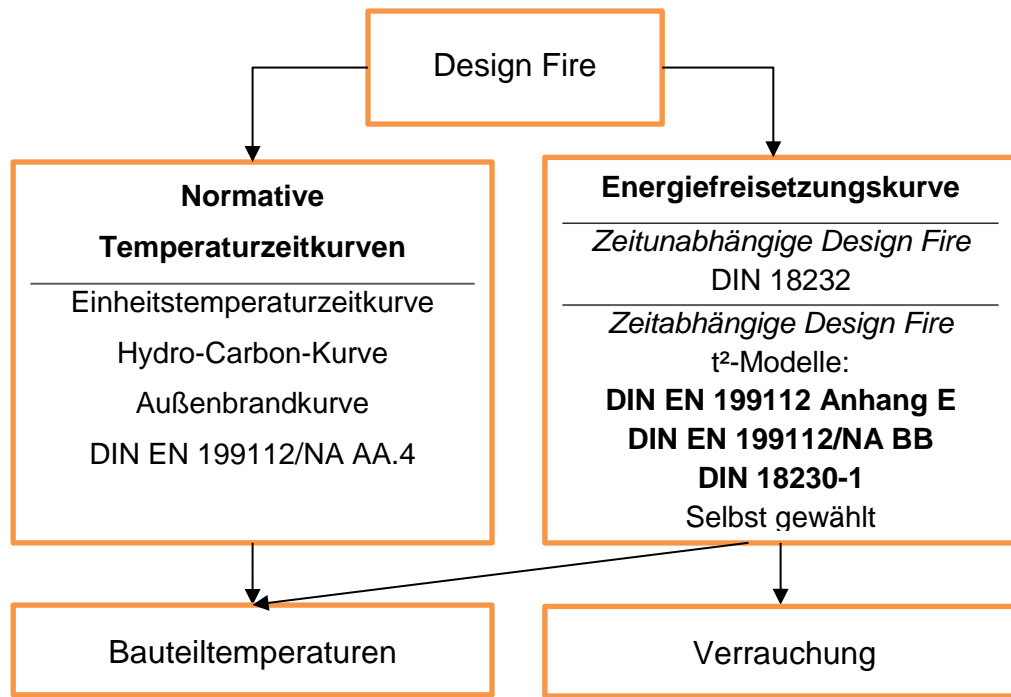 Design Fire
Normative
Temperaturzeitkurven
Einheitstemperaturzeitkurve
Hydro-Carbon-Kurve
Außenbrandkurve
DIN EN 199112/NA AA.4
Energiefreisetzungskurve
Zeitunabhängige Design Fire
DIN 18232
Zeitabhängige Design Fire
t²-Modelle:
DIN EN 199112 Anhang E
DIN EN 199112/NA BB
DIN 18230-1
Selbst gewählt
Bauteiltemperaturen
Verrauchung